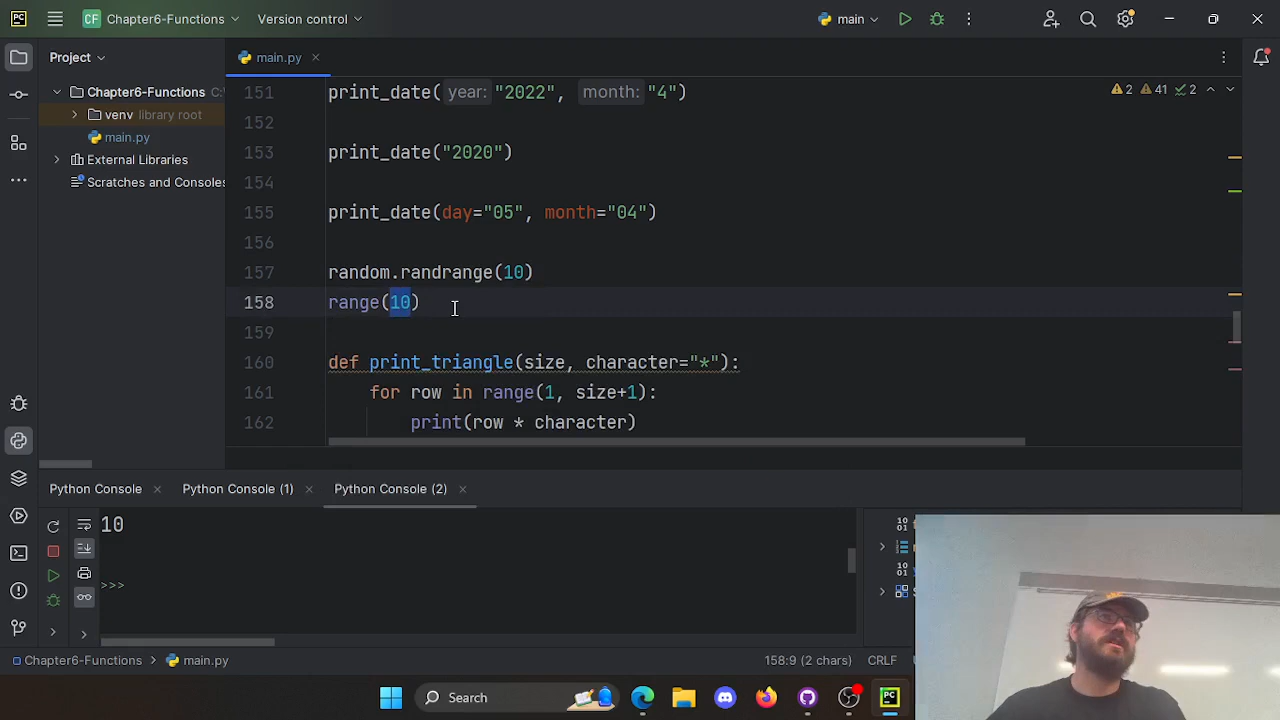 PC
CF Chapter6-Functions
Version control
main
Project
main.py
Chapter6-Functions C:\
venv library root
main.py
External Libraries
Scratches and Consoles
2 41 2
151 print_date( year: "2022", month: "4")
152
153 print_date("2020")
154
155 print_date(day="05", month="04")
156
157 random.randrange(10)
158 range(10)
159
160 def print_triangle(size, character="*"):
161 for row in range(1, size+1):
162 print(row * character)
Python Console
Python Console (1)
Python Console (2)
10
>>>
Chapter6-Functions > main.py
158:9 (2 chars)
CRLF
Search
PC